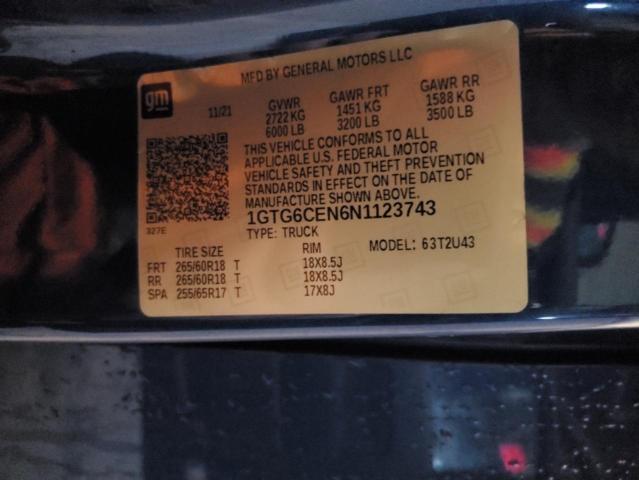 MFD BY GENERAL MOTORS LLC
gm
11/21 GVWR GAWR FRT GAWR RR
2722 KG 1451 KG 1588 KG
6000 LB 3200 LB 3500 LB
THIS VEHICLE CONFORMS TO ALL
APPLICABLE U.S. FEDERAL MOTOR
VEHICLE SAFETY AND THEFT PREVENTION
STANDARDS IN EFFECT ON THE DATE OF
MANUFACTURE SHOWN ABOVE.
327E
1GTG6CEN6N1123743
TYPE: TRUCK MODEL: 63T2U43
TIRE SIZE RIM
FRT 265/60R18 T 18X8.5J
RR 265/60R18 T 18X8.5J
SPA 255/65R17 T 17X8J